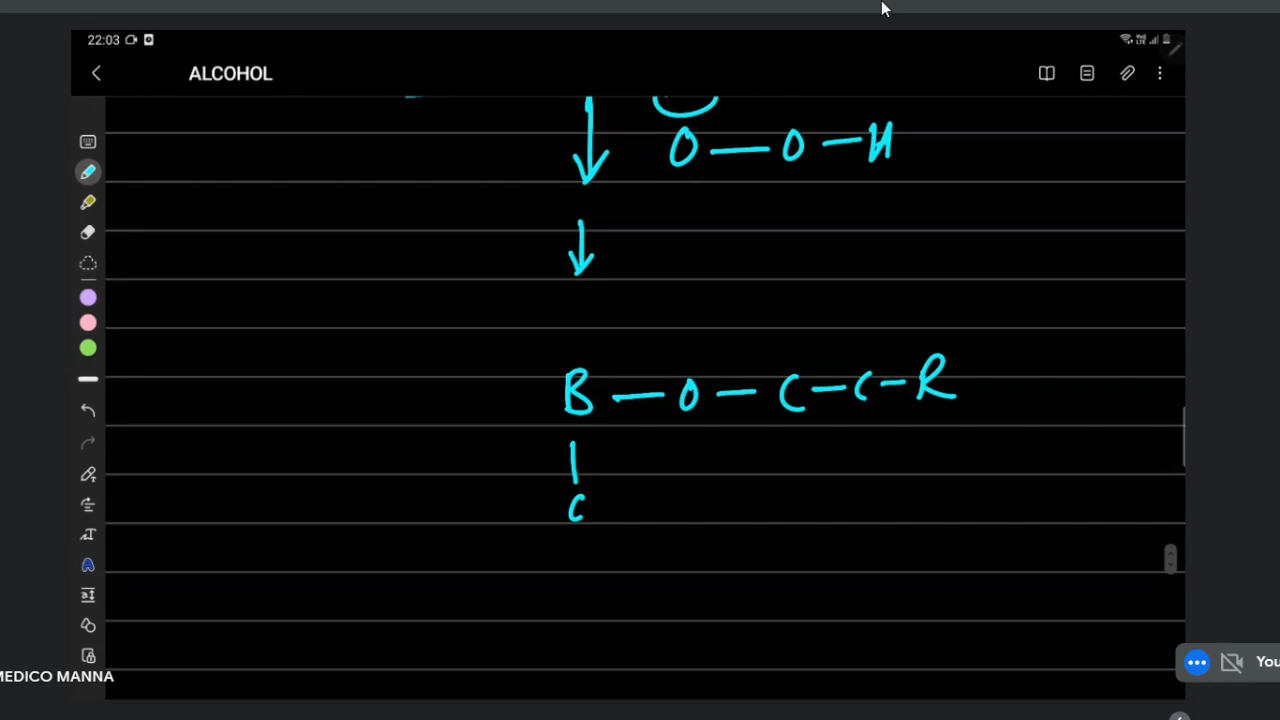 22:03
ALCOHOL
O — O — H
B — O — C — C — R
|
C
MEDICO MANNA
You